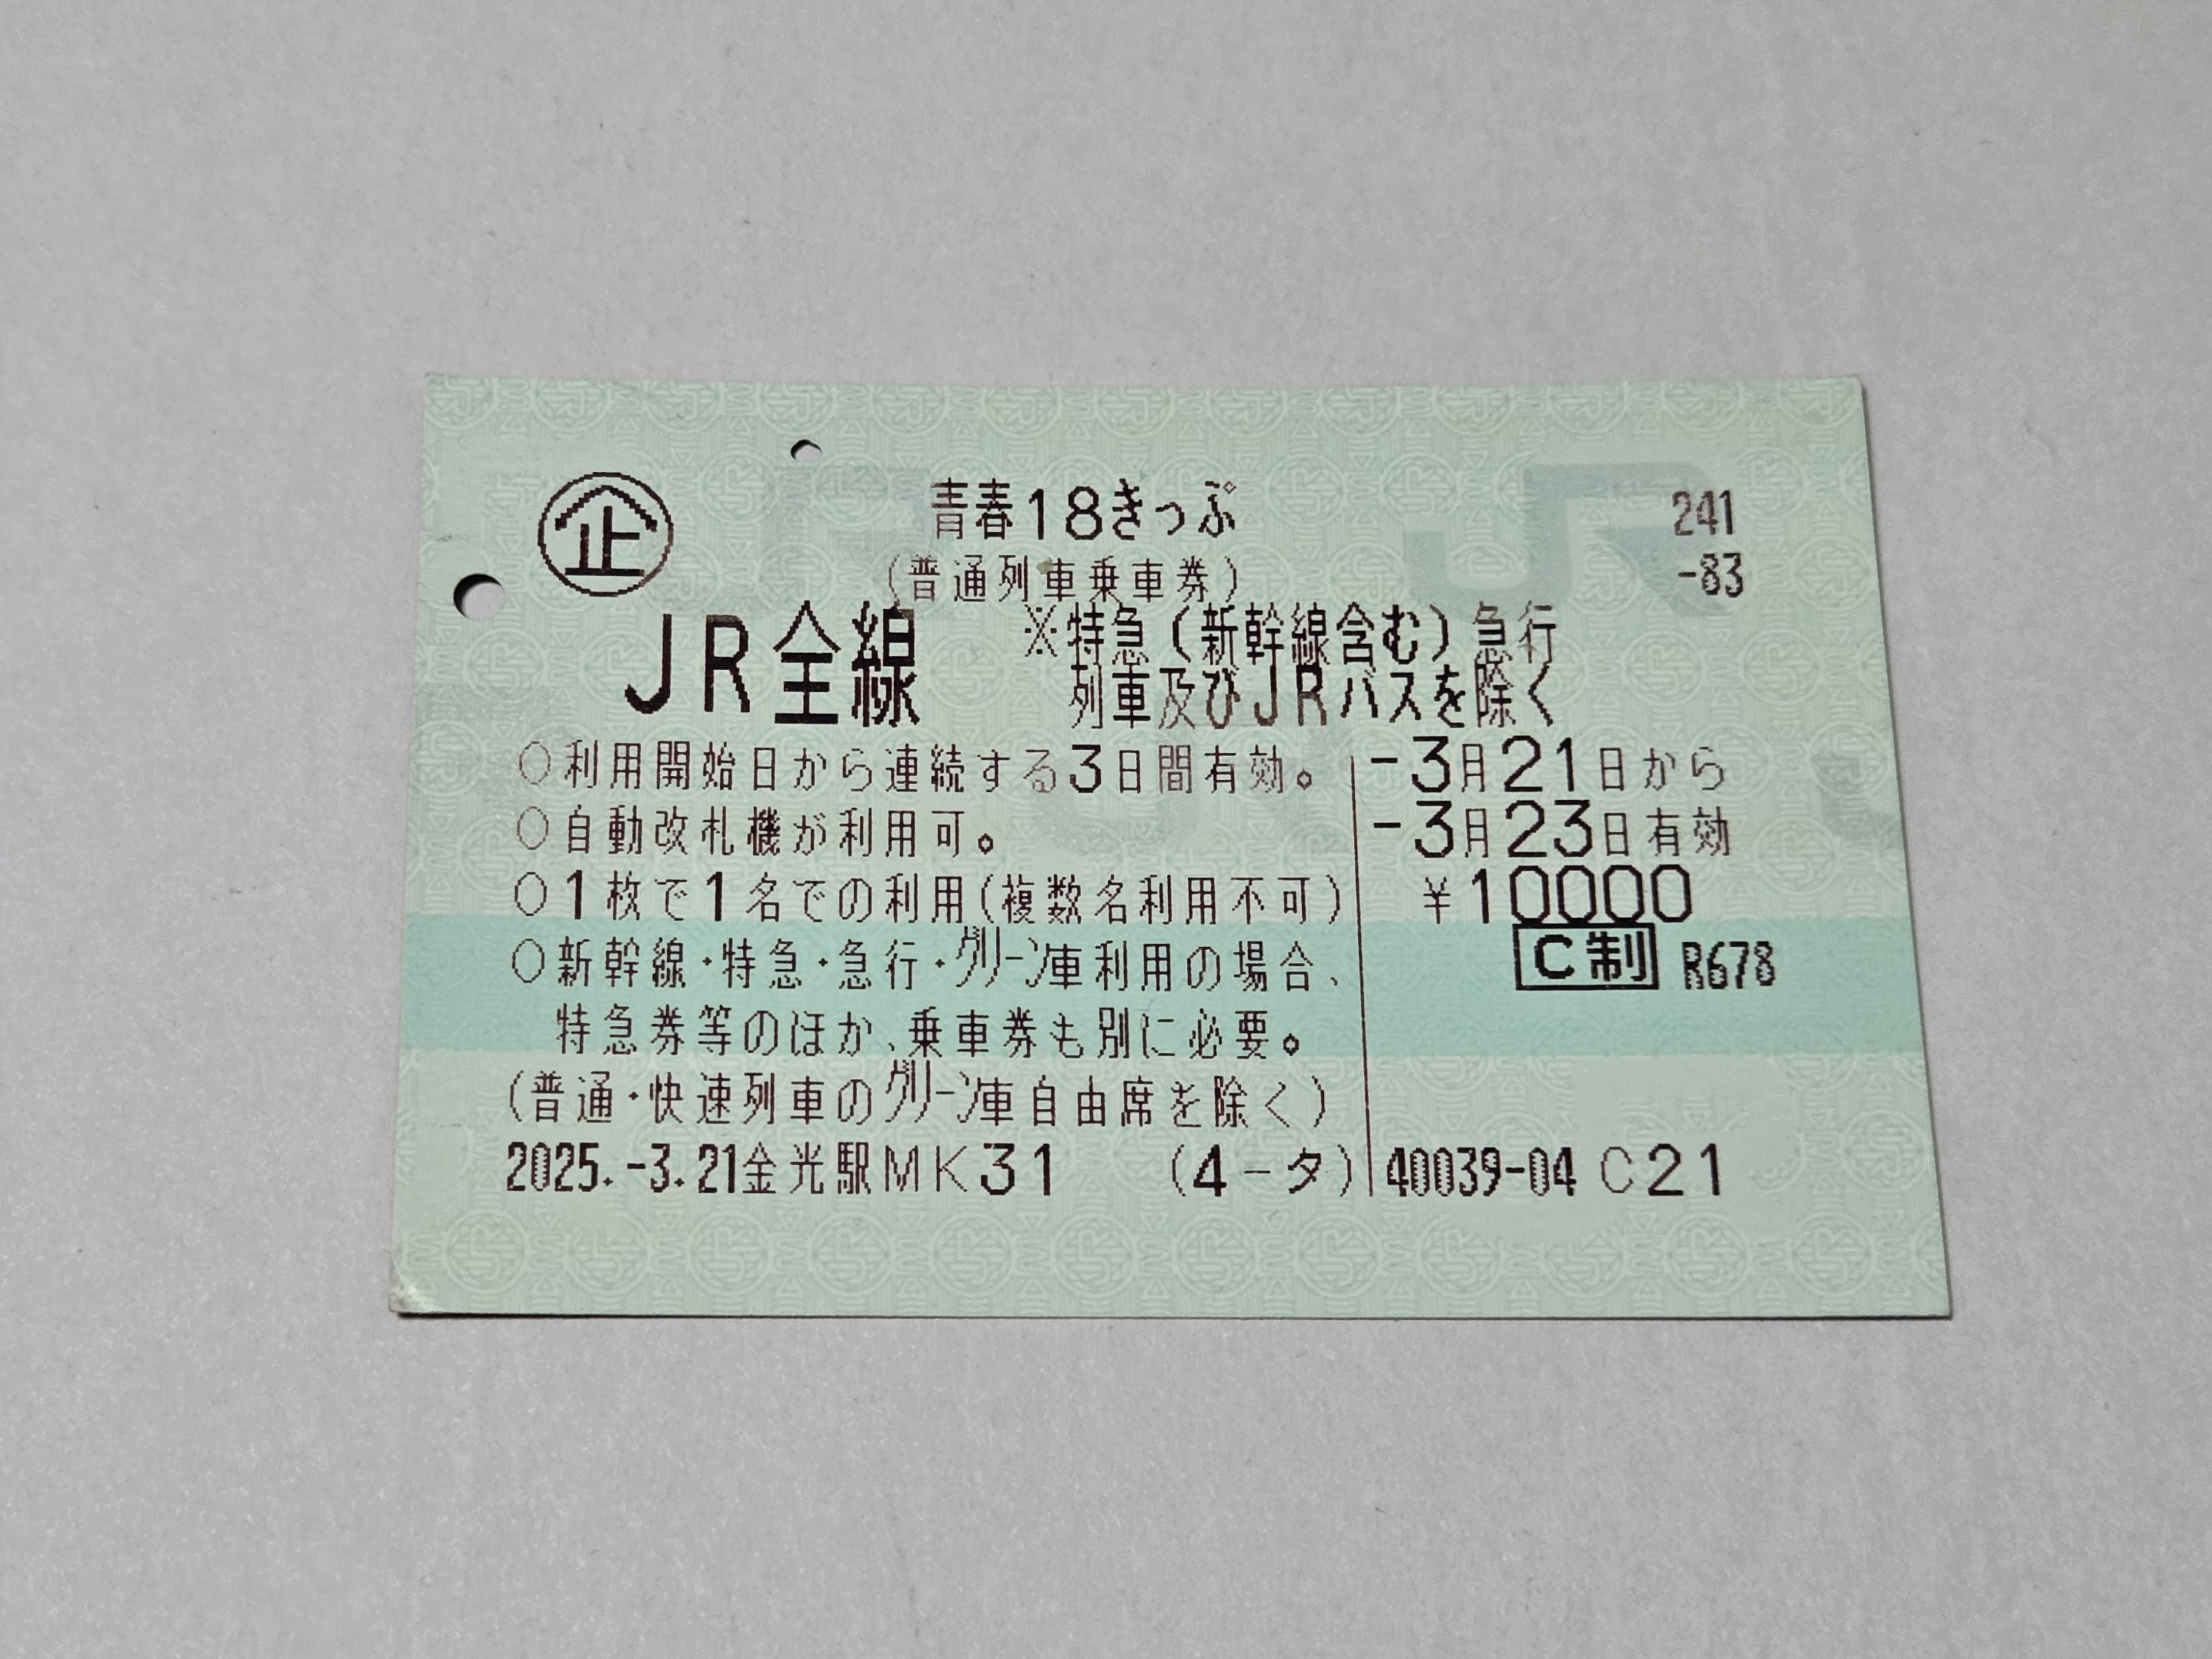 企 青春18きっぷ 241
(普通列車乗車券) -83
JR全線 ※特急(新幹線含む)急行
列車及びJRバスを除く
○利用開始日から連続する3日間有効。 -3月21日から
○自動改札機が利用可。 -3月23日有効
○1枚で1名での利用(複数名利用不可) ¥10000
○新幹線・特急・急行・グリーン車利用の場合、 C制 R678
特急券等のほか、乗車券も別に必要。
(普通・快速列車のグリーン車自由席を除く)
2025.-3.21金光駅MK31 (4-タ) 40039-04 C21